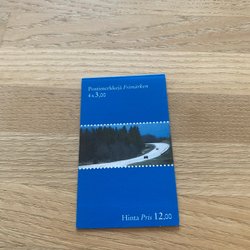 Postimerkkejä Frimärken
4 € 3,00
Hinta Pris 12,00